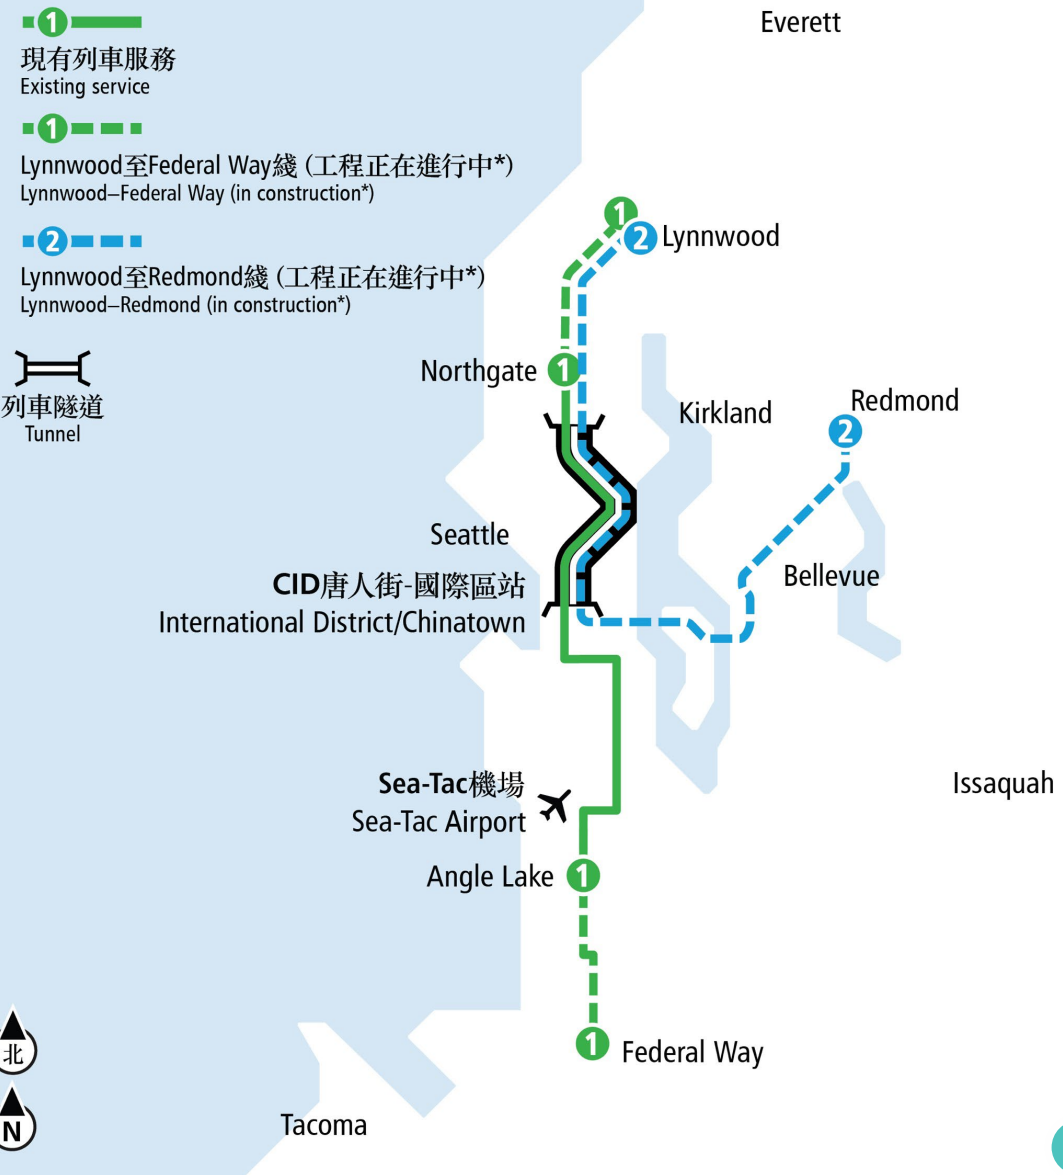 1
現有列車服務
Existing service
1
Lynnwood至Federal Way綫 (工程正在進行中*)
Lynnwood–Federal Way (in construction*)
2
Lynnwood至Redmond綫 (工程正在進行中*)
Lynnwood–Redmond (in construction*)
列車隧道
Tunnel
Everett
1
2 Lynnwood
Northgate 1
Kirkland
Redmond
2
Seattle
Bellevue
CID唐人街-國際區站
International District/Chinatown
Sea-Tac機場
Sea-Tac Airport
Issaquah
Angle Lake 1
1 Federal Way
北
N
Tacoma